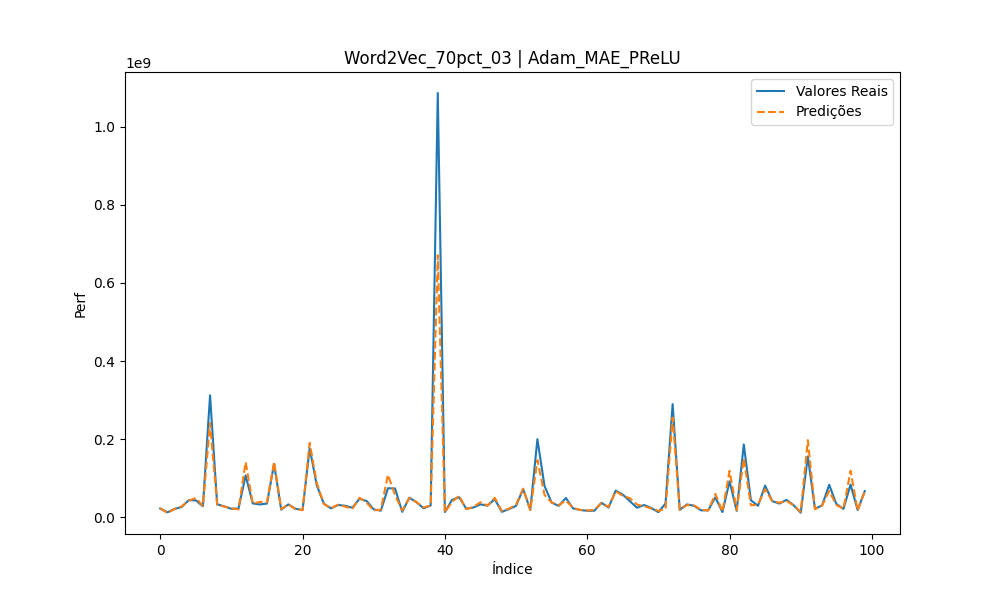 Word2Vec_70pct_03 | Adam_MAE_PReLU
1e9
Valores Reais
Predições
1.0
0.8
0.6
0.4
0.2
0.0
Perf
0 20 40 60 80 100
Índice